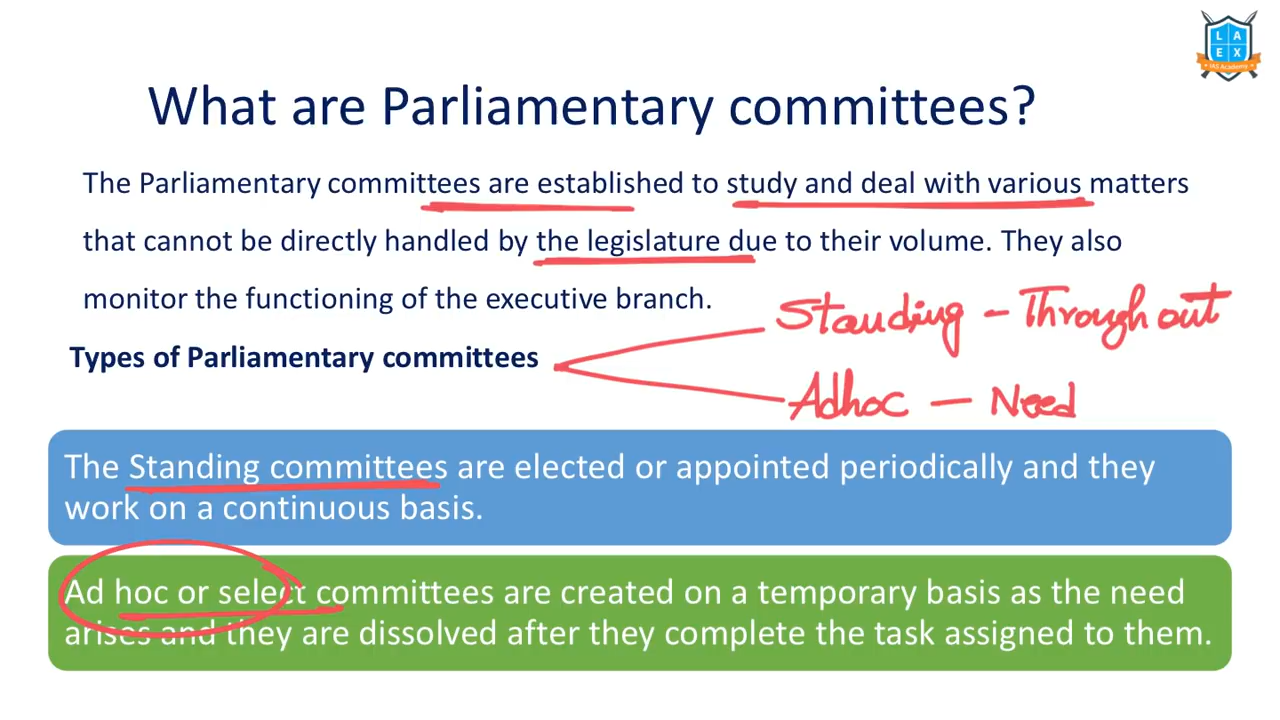 L A
E X
IAS Academy
What are Parliamentary committees?
The Parliamentary committees are established to study and deal with various matters
that cannot be directly handled by the legislature due to their volume. They also
monitor the functioning of the executive branch.
Standing – Through out
Types of Parliamentary committees
Adhoc – Need
The Standing committees are elected or appointed periodically and they
work on a continuous basis.
Ad hoc or select committees are created on a temporary basis as the need
arises and they are dissolved after they complete the task assigned to them.